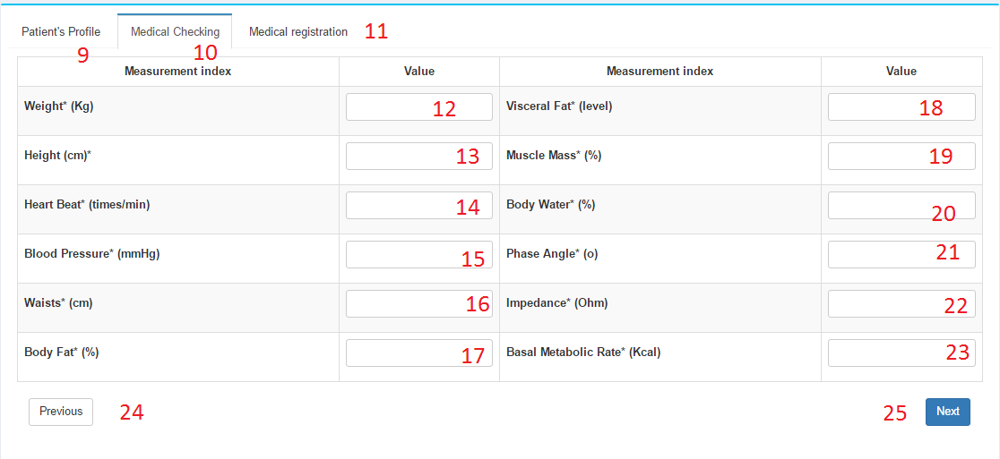 Patient's Profile Medical Checking Medical registration 11
9 10
Measurement index Value Measurement index Value
Weight* (Kg) 12 Visceral Fat* (level) 18
Height (cm)* 13 Muscle Mass* (%) 19
Heart Beat* (times/min) 14 Body Water* (%) 20
Blood Pressure* (mmHg) 15 Phase Angle* (o) 21
Waists* (cm) 16 Impedance* (Ohm) 22
Body Fat* (%) 17 Basal Metabolic Rate* (Kcal) 23
Previous 24 25 Next